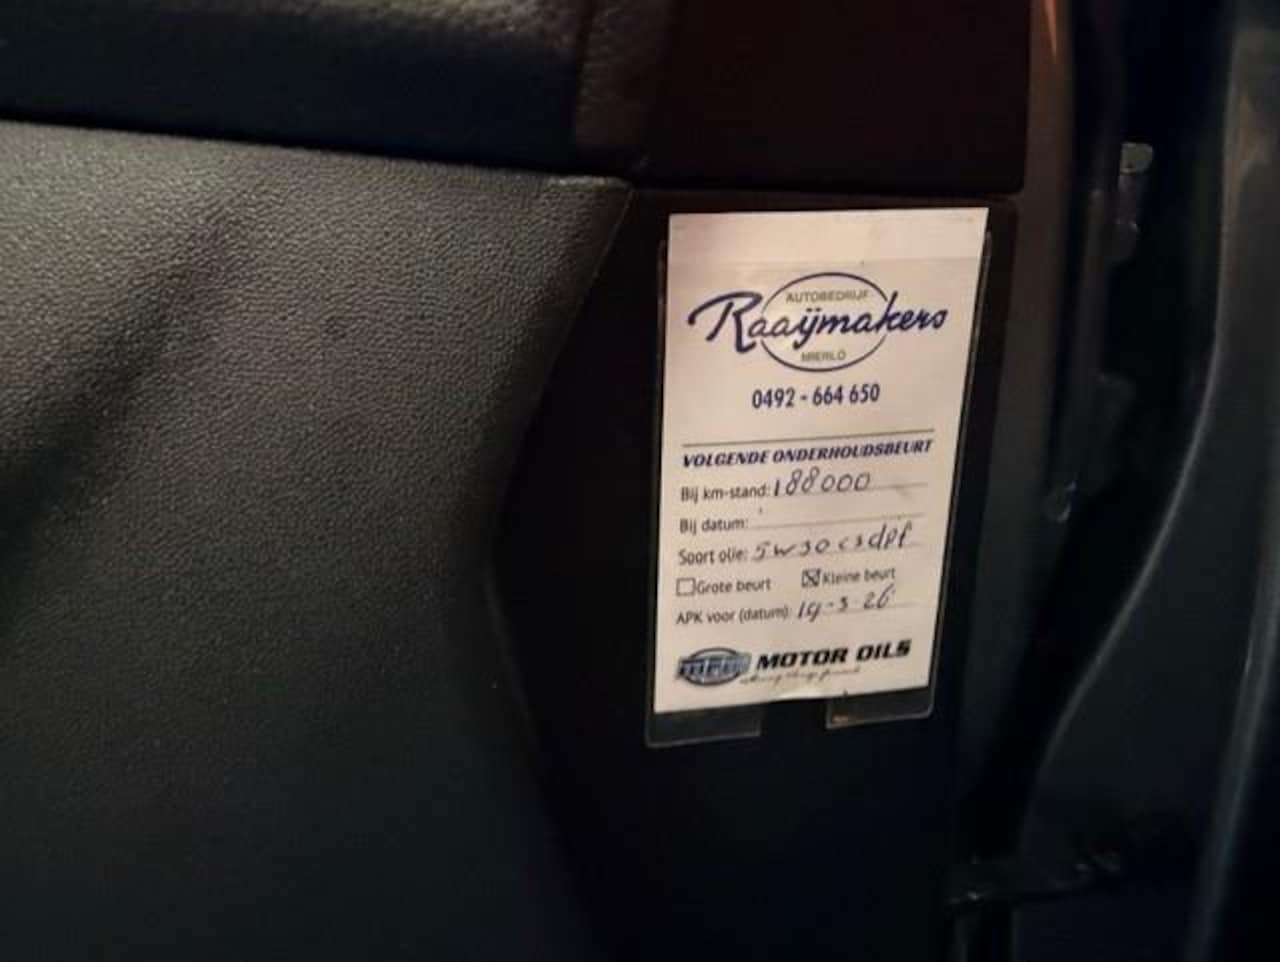 AUTOBEDRIJF
Raaijmakers
MIERLO
0492 - 664 650
VOLGENDE ONDERHOUDSBEURT
Bij km-stand: 188000
Bij datum:
Soort olie: 5w30 c3 dpf
Grote beurt Kleine beurt
APK voor (datum): 19-3-26
MOTOR OILS